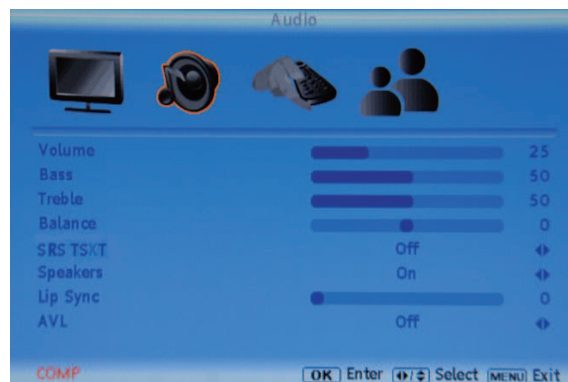 Audio
Volume 25
Bass 50
Treble 50
Balance 0
SRS TSXT Off
Speakers On
Lip Sync 0
AVL Off
COMP OK Enter Select MENU Exit